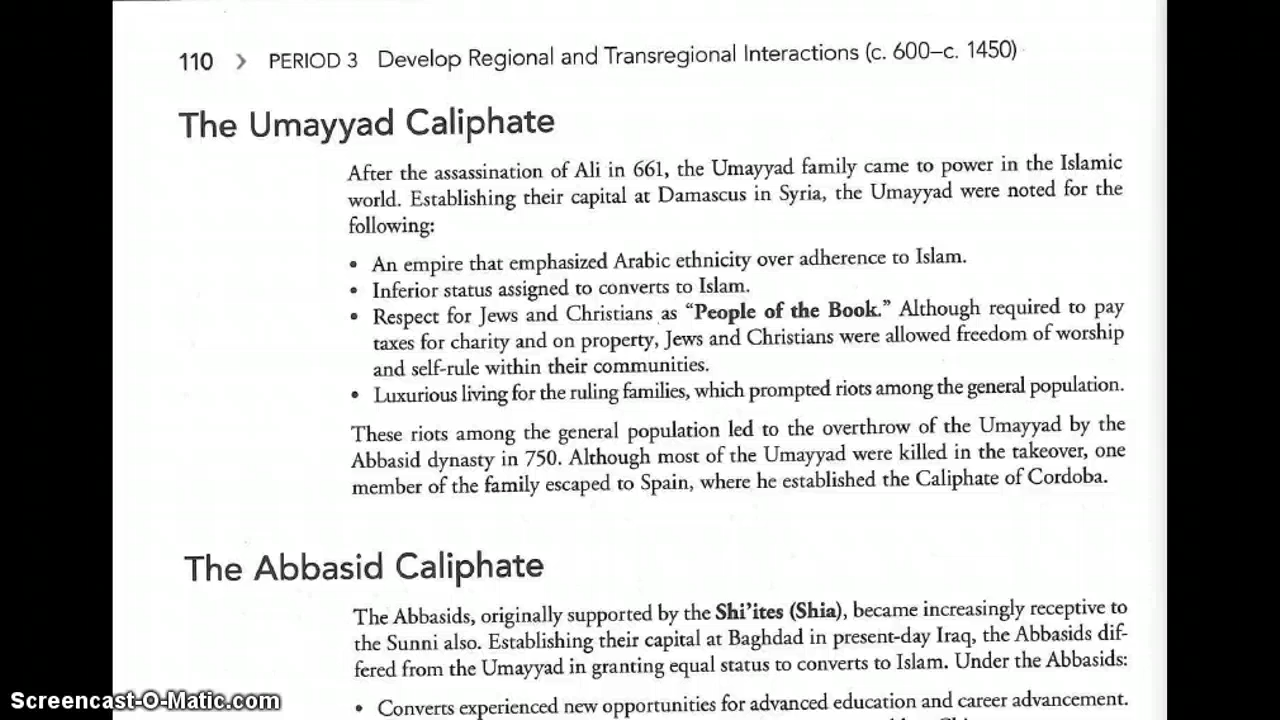 110 › PERIOD 3 Develop Regional and Transregional Interactions (c. 600–c. 1450)
The Umayyad Caliphate
After the assassination of Ali in 661, the Umayyad family came to power in the Islamic
world. Establishing their capital at Damascus in Syria, the Umayyad were noted for the
following:
• An empire that emphasized Arabic ethnicity over adherence to Islam.
• Inferior status assigned to converts to Islam.
• Respect for Jews and Christians as “People of the Book.” Although required to pay
taxes for charity and on property, Jews and Christians were allowed freedom of worship
and self-rule within their communities.
• Luxurious living for the ruling families, which prompted riots among the general population.
These riots among the general population led to the overthrow of the Umayyad by the
Abbasid dynasty in 750. Although most of the Umayyad were killed in the takeover, one
member of the family escaped to Spain, where he established the Caliphate of Cordoba.
The Abbasid Caliphate
The Abbasids, originally supported by the Shi’ites (Shia), became increasingly receptive to
the Sunni also. Establishing their capital at Baghdad in present-day Iraq, the Abbasids dif-
fered from the Umayyad in granting equal status to converts to Islam. Under the Abbasids:
• Converts experienced new opportunities for advanced education and career advancement.
Screencast-O-Matic.com